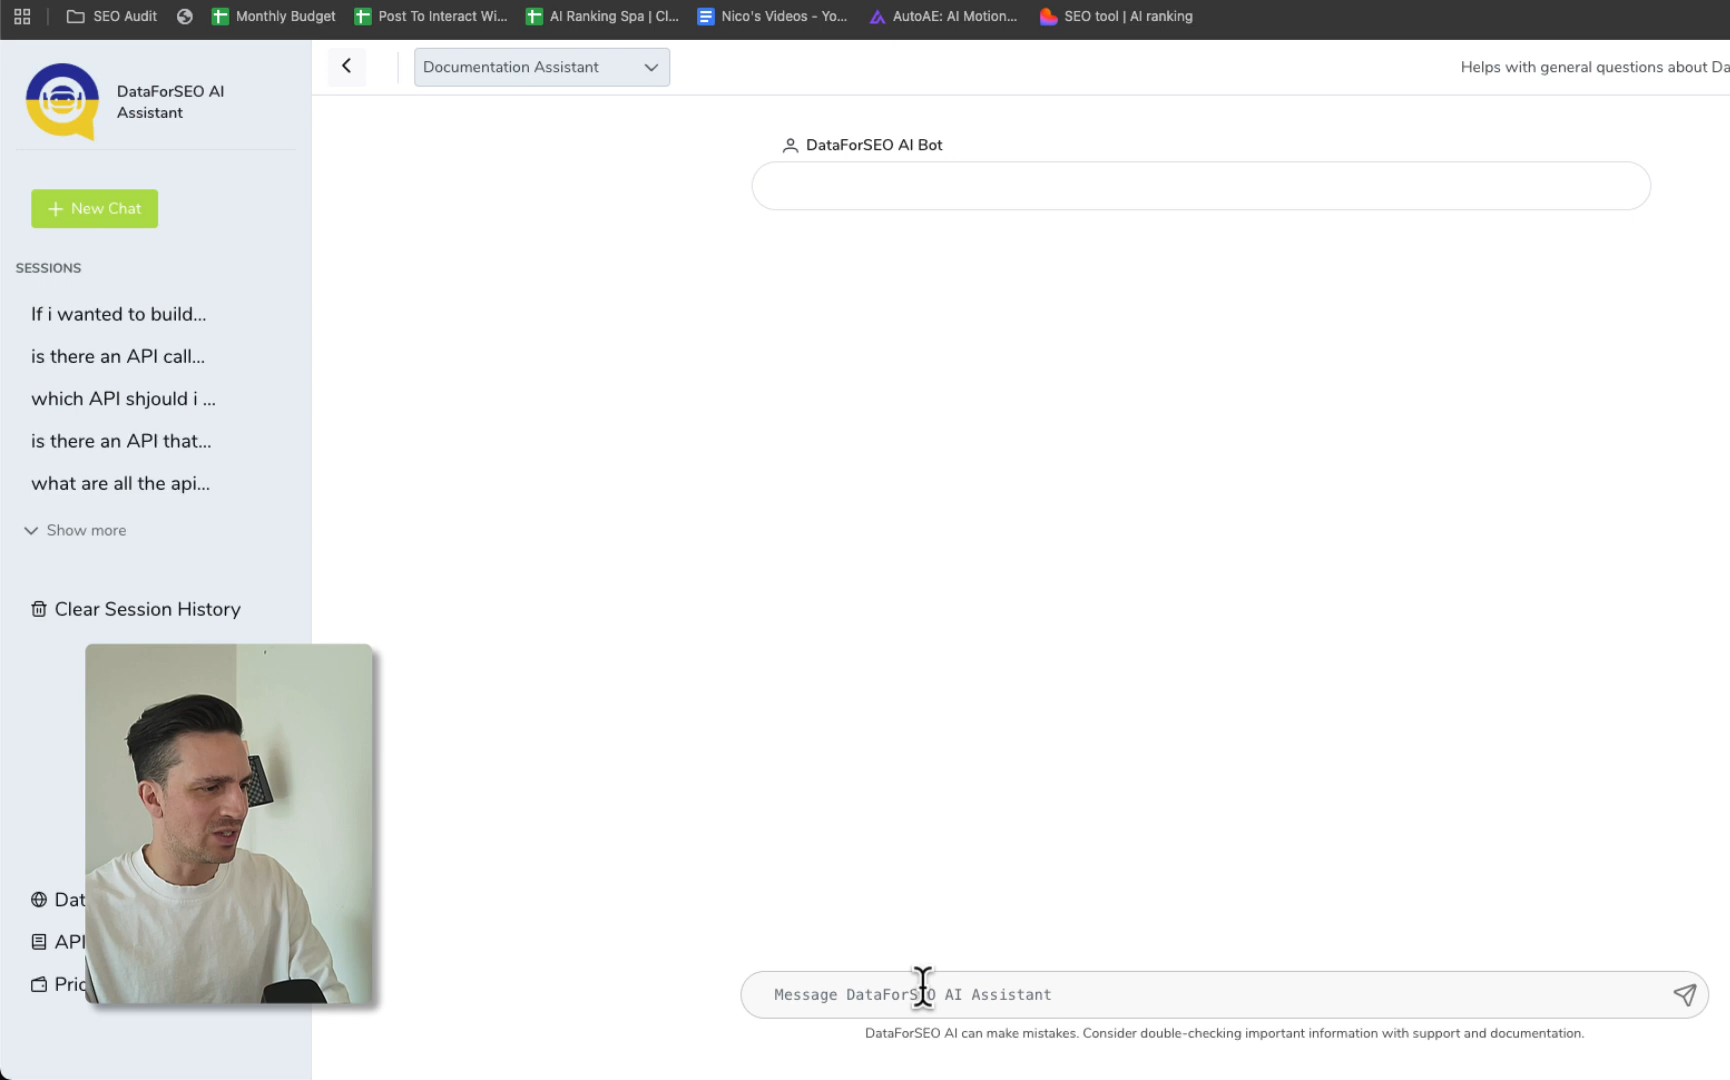 SEO Audit
Monthly Budget
Post To Interact Wi...
AI Ranking Spa | Cl...
Nico's Videos - Yo...
AutoAE: AI Motion...
SEO tool | AI ranking
DataForSEO AI
Assistant
Documentation Assistant
Helps with general questions about Da
New Chat
SESSIONS
If i wanted to build...
is there an API call...
which API shjould i ...
is there an API that...
what are all the api...
Show more
Clear Session History
Dat
API
Pric
DataForSEO AI Bot
Message DataForSEO AI Assistant
DataForSEO AI can make mistakes. Consider double-checking important information with support and documentation.